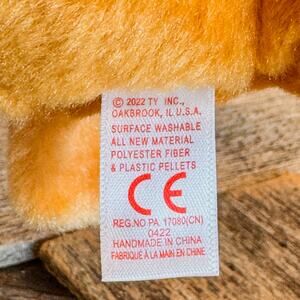 © 2022 TY INC.,
OAKBROOK, IL U.S.A.
SURFACE WASHABLE
ALL NEW MATERIAL
POLYESTER FIBER
& PLASTIC PELLETS
CE
REG.NO PA. 17080(CN)
0422
HANDMADE IN CHINA
FABRIQUÉ À LA MAIN EN CHINE